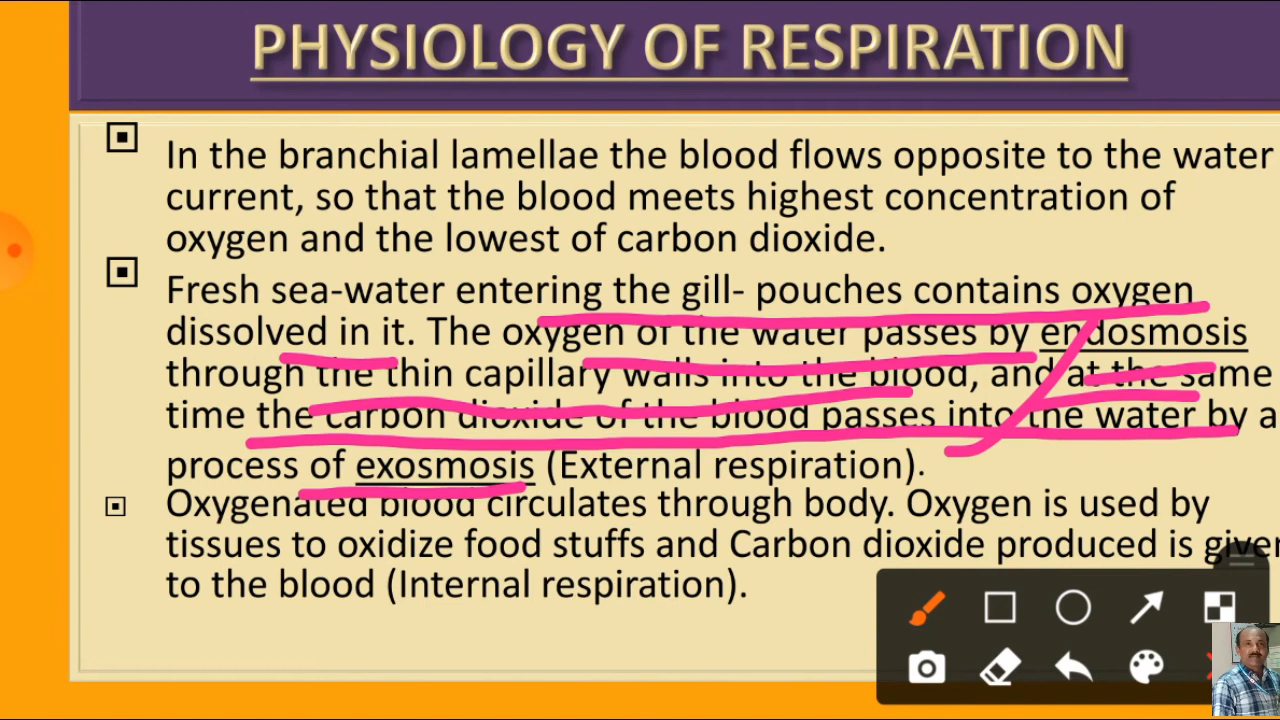 PHYSIOLOGY OF RESPIRATION
In the branchial lamellae the blood flows opposite to the water
current, so that the blood meets highest concentration of
oxygen and the lowest of carbon dioxide.
Fresh sea-water entering the gill- pouches contains oxygen
dissolved in it. The oxygen of the water passes by endosmosis
through the thin capillary walls into the blood, and at the same
time the carbon dioxide of the blood passes into the water by a
process of exosmosis (External respiration).
Oxygenated blood circulates through body. Oxygen is used by
tissues to oxidize food stuffs and Carbon dioxide produced is given
to the blood (Internal respiration).